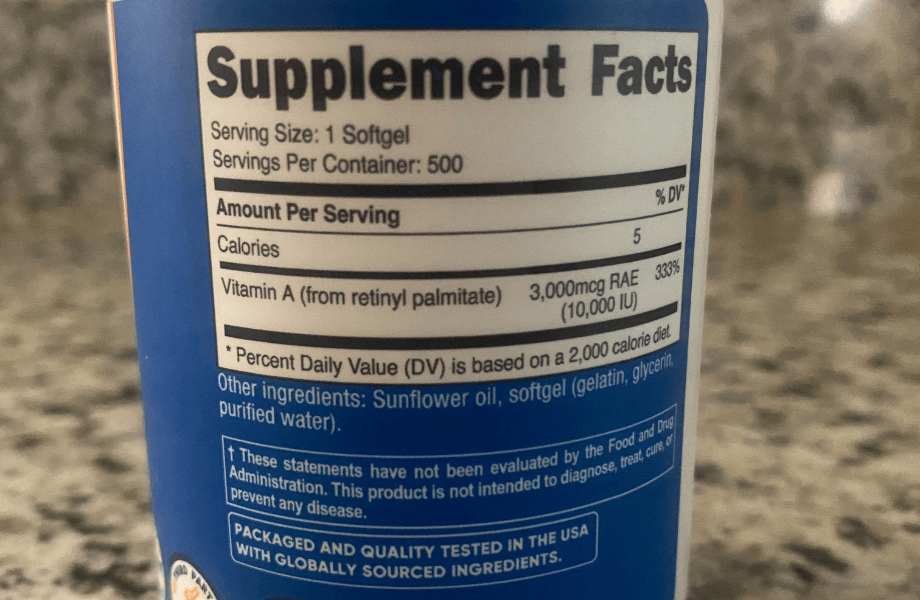 Supplement Facts
Serving Size: 1 Softgel
Servings Per Container: 500
% DV*
Amount Per Serving
Calories 5
Vitamin A (from retinyl palmitate) 3,000mcg RAE 333%
(10,000 IU)
* Percent Daily Value (DV) is based on a 2,000 calorie diet.
Other ingredients: Sunflower oil, softgel (gelatin, glycerin,
purified water).
† These statements have not been evaluated by the Food and Drug
Administration. This product is not intended to diagnose, treat, cure, or
prevent any disease.
PACKAGED AND QUALITY TESTED IN THE USA
WITH GLOBALLY SOURCED INGREDIENTS.